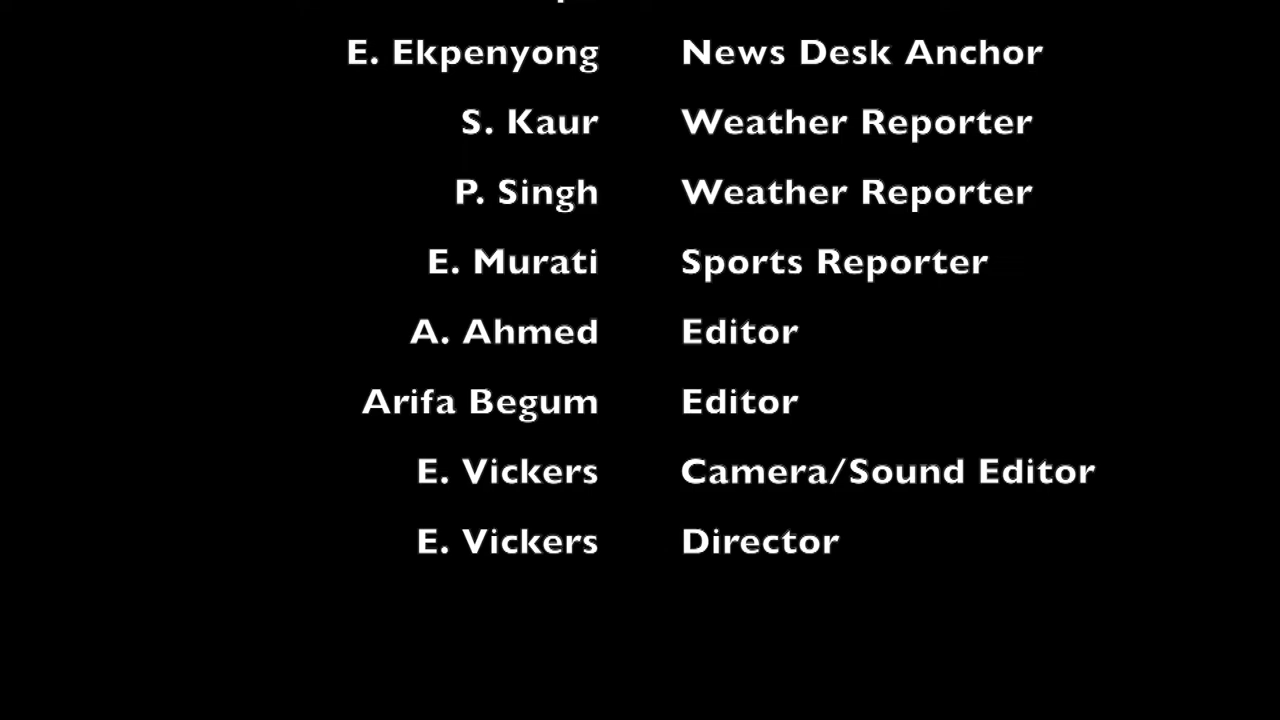 E. Ekpenyong News Desk Anchor
S. Kaur Weather Reporter
P. Singh Weather Reporter
E. Murati Sports Reporter
A. Ahmed Editor
Arifa Begum Editor
E. Vickers Camera/Sound Editor
E. Vickers Director